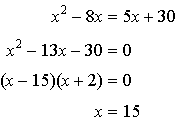 x² − 8x = 5x + 30
x² − 13x − 30 = 0
(x − 15)(x + 2) = 0
x = 15